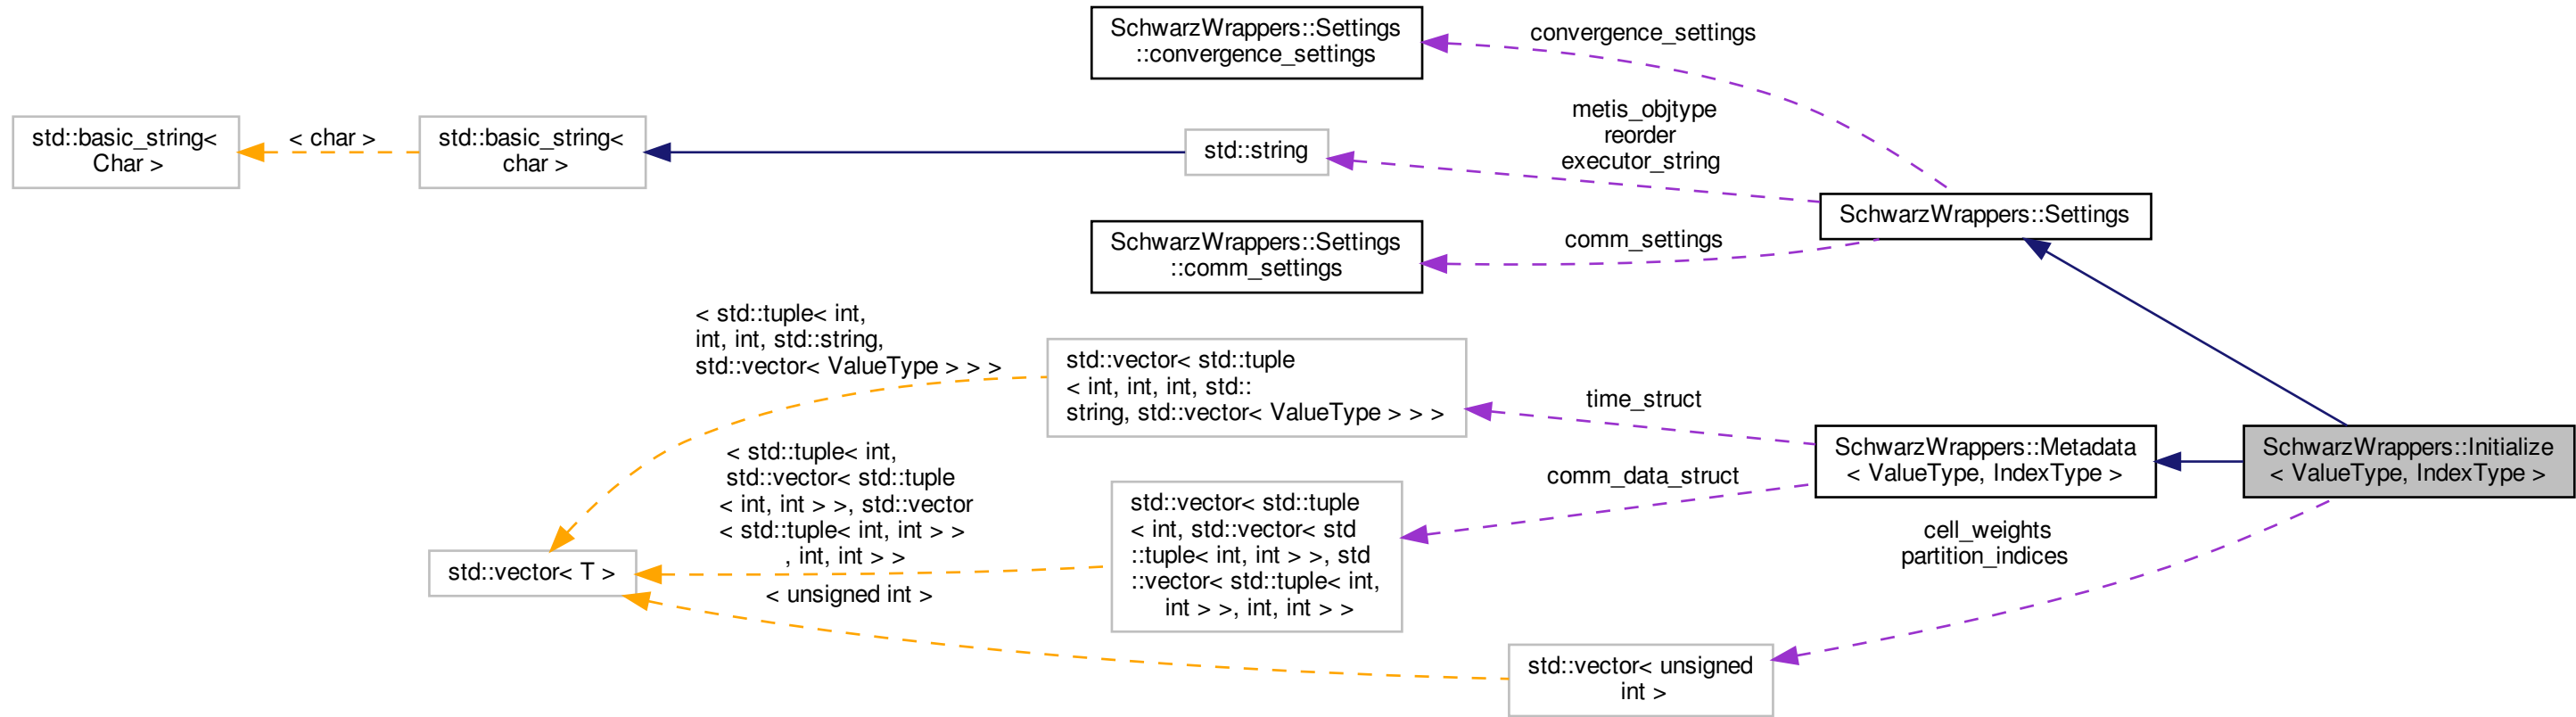 SchwarzWrappers::Settings
::convergence_settings
convergence_settings
std::basic_string<
Char >
< char >
std::basic_string<
char >
std::string
metis_objtype
reorder
executor_string
SchwarzWrappers::Settings
SchwarzWrappers::Settings
::comm_settings
comm_settings
< std::tuple< int,
int, int, std::string,
std::vector< ValueType > > >
std::vector< std::tuple
< int, int, int, std::
string, std::vector< ValueType > > >
time_struct
SchwarzWrappers::Metadata
< ValueType, IndexType >
SchwarzWrappers::Initialize
< ValueType, IndexType >
< std::tuple< int,
std::vector< std::tuple
< int, int > >, std::vector
< std::tuple< int, int > >
, int, int > >
std::vector< std::tuple
< int, std::vector< std
::tuple< int, int > >, std
::vector< std::tuple< int,
int > >, int, int > >
comm_data_struct
cell_weights
partition_indices
std::vector< T >
< unsigned int >
std::vector< unsigned
int >